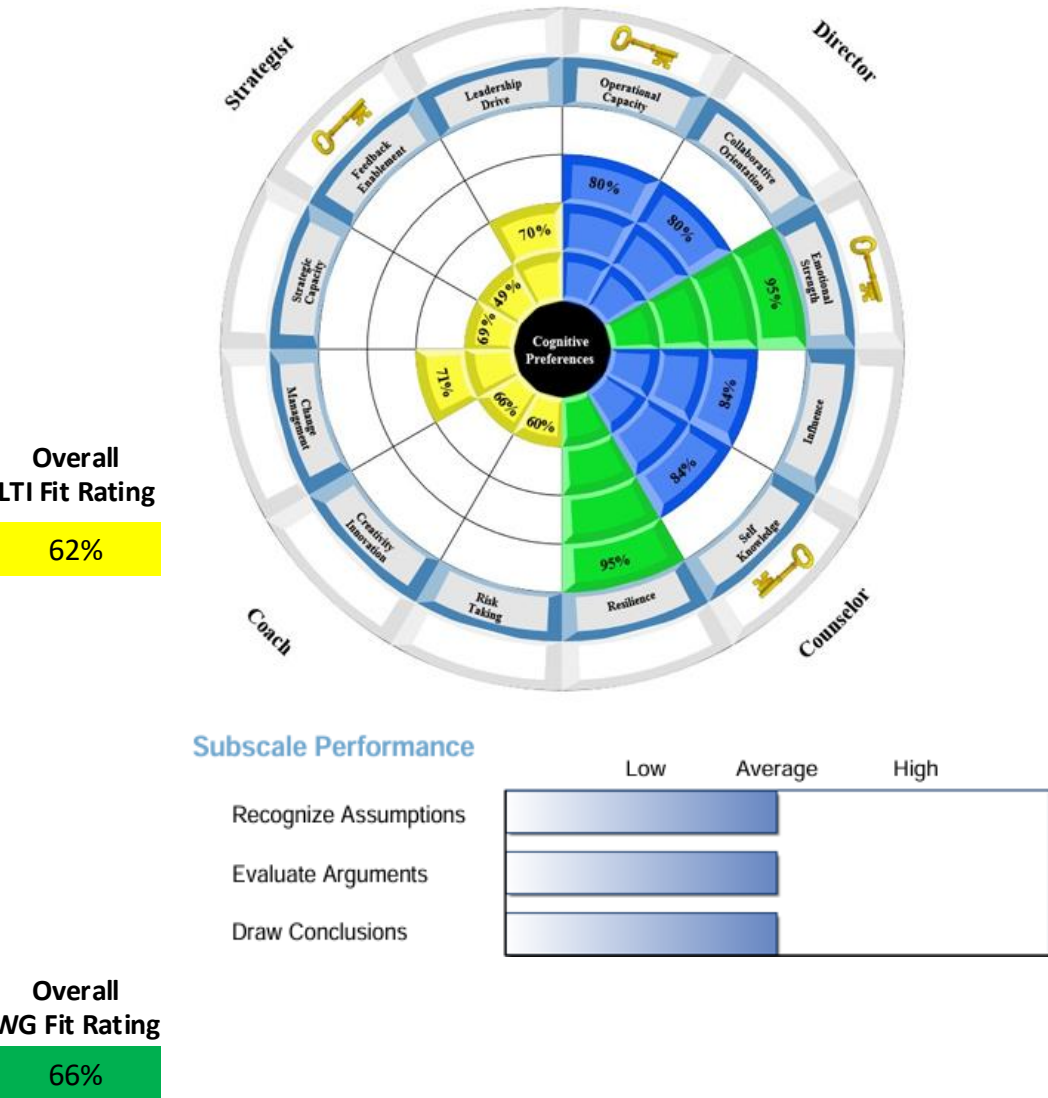 Strategist
Director
Leadership
Drive
Operational
Capacity
Feedback
Enablement
Collaborative
Orientation
Strategic
Capacity
Emotional
Strength
Change
Management
Influence
Creativity
Innovation
Self
Knowledge
Risk
Taking
Resilience
70%
80%
80%
49%
69%
95%
71%
84%
66%
60%
84%
95%
Cognitive
Preferences
Coach
Counselor
Overall
LTI Fit Rating
62%
Subscale Performance
Low Average High
Recognize Assumptions
Evaluate Arguments
Draw Conclusions
Overall
WG Fit Rating
66%